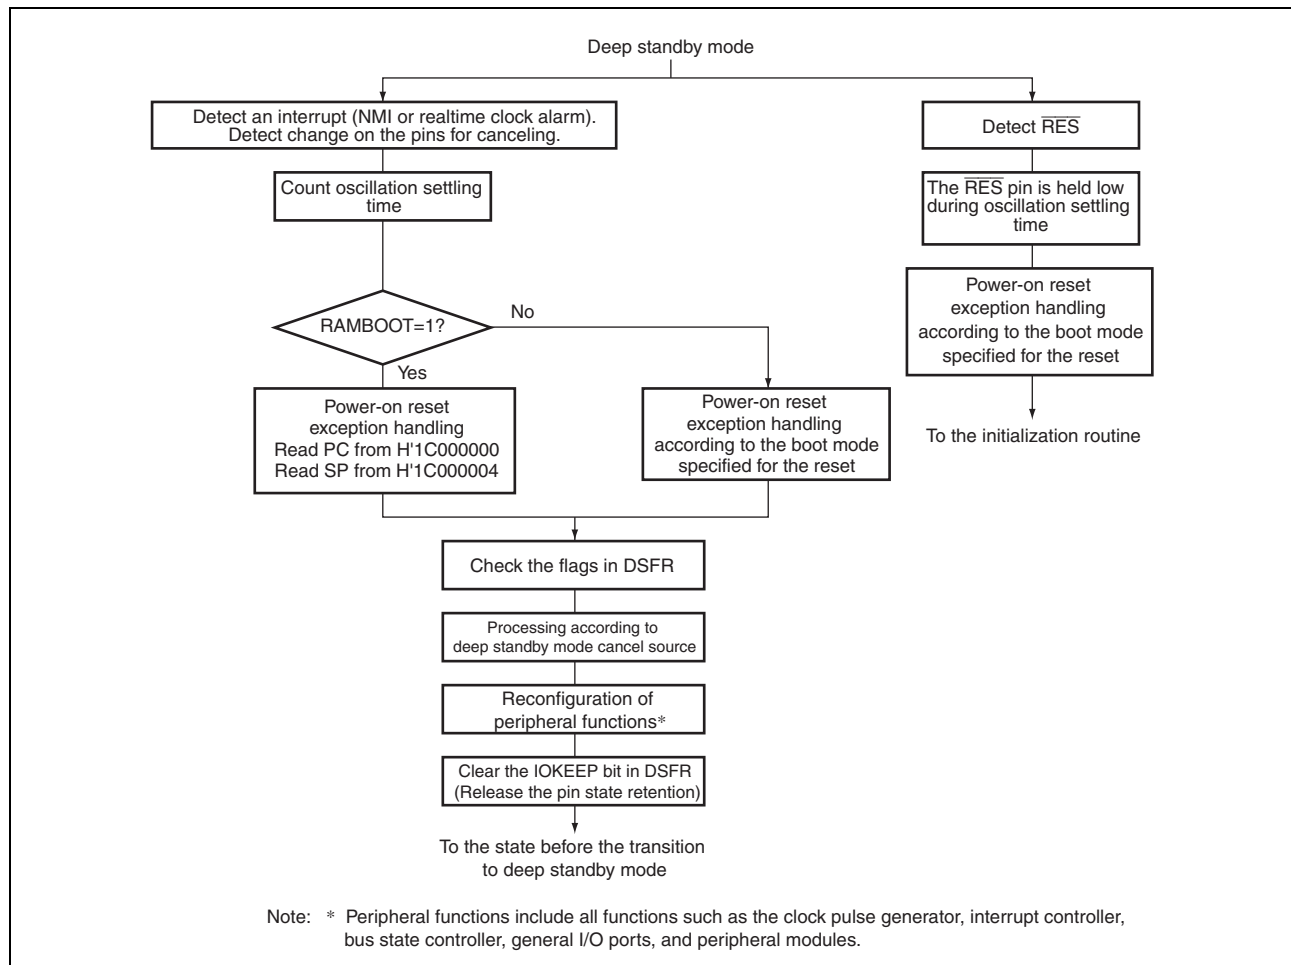 Deep standby mode
Detect an interrupt (NMI or realtime clock alarm).
Detect change on the pins for canceling.
Count oscillation settling
time
RAMBOOT=1?
No
Yes
Power-on reset
exception handling
Read PC from H'1C000000
Read SP from H'1C000004
Power-on reset
exception handling
according to the boot mode
specified for the reset
Detect RES
The RES pin is held low
during oscillation settling
time
Power-on reset
exception handling
according to the boot mode
specified for the reset
To the initialization routine
Check the flags in DSFR
Processing according to
deep standby mode cancel source
Reconfiguration of
peripheral functions*
Clear the IOKEEP bit in DSFR
(Release the pin state retention)
To the state before the transition
to deep standby mode
Note: * Peripheral functions include all functions such as the clock pulse generator, interrupt controller,
bus state controller, general I/O ports, and peripheral modules.